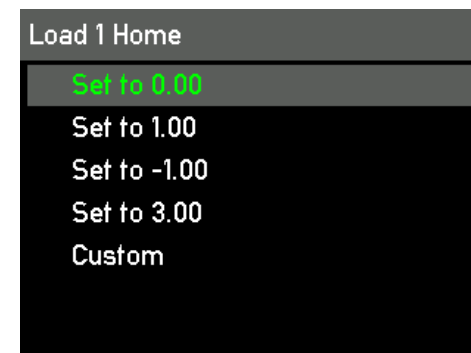 Load 1 Home
Set to 0.00
Set to 1.00
Set to -1.00
Set to 3.00
Custom